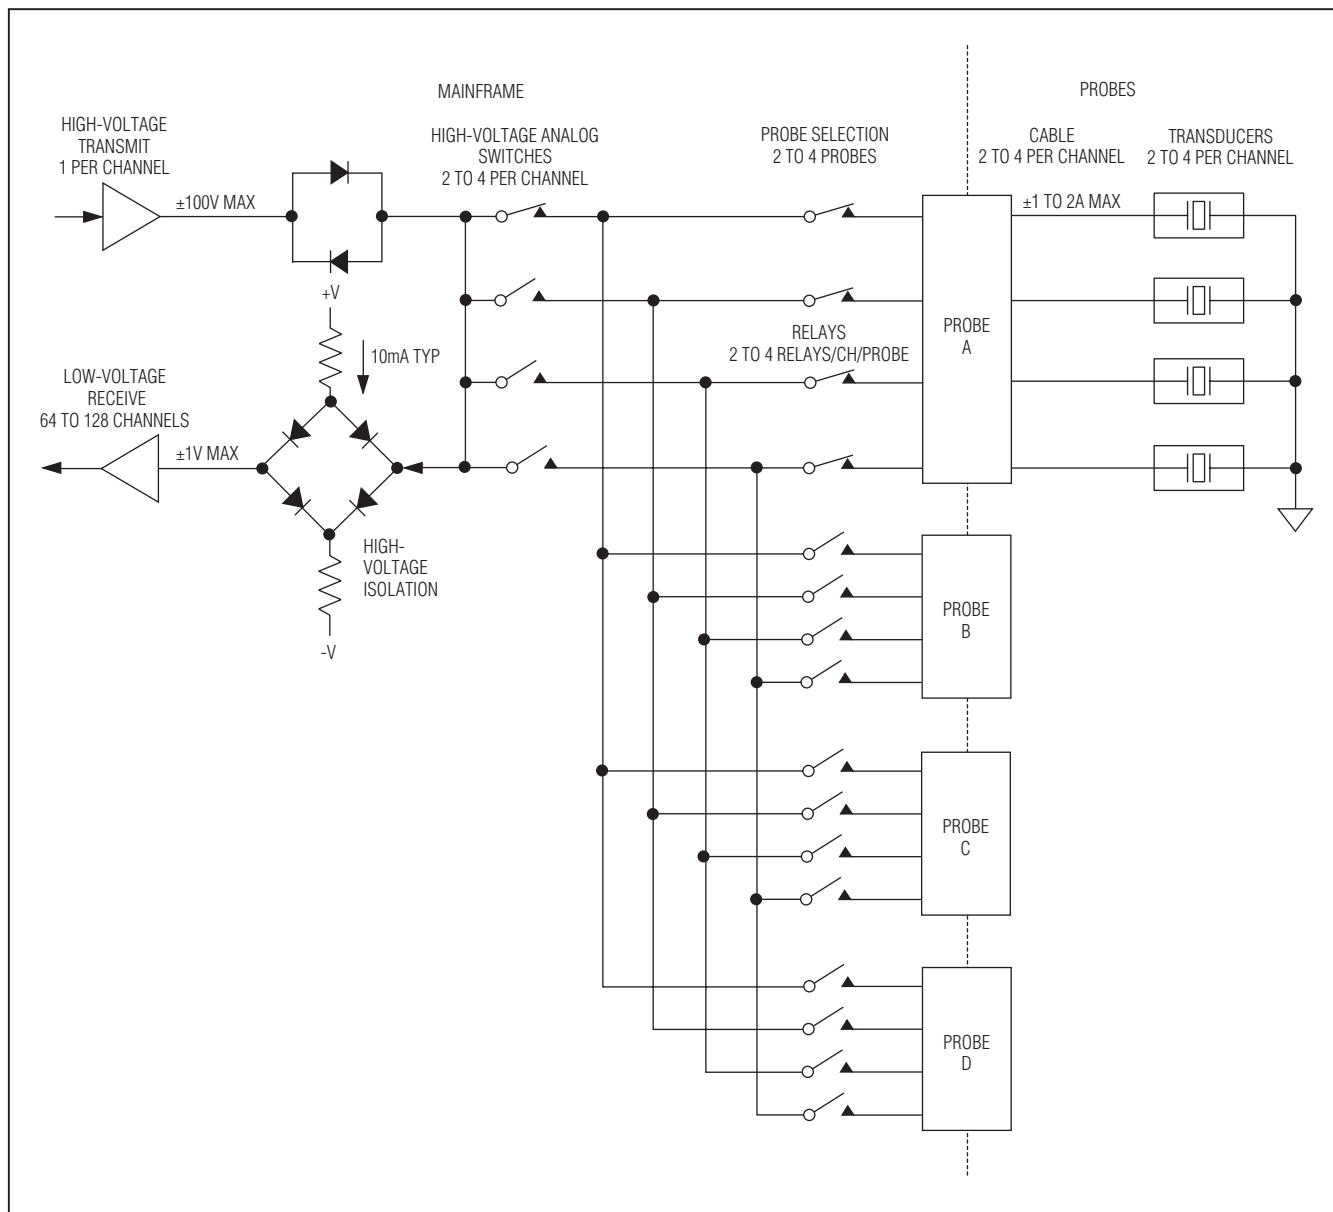 MAINFRAME
PROBES
HIGH-VOLTAGE
TRANSMIT
1 PER CHANNEL
HIGH-VOLTAGE ANALOG
SWITCHES
2 TO 4 PER CHANNEL
PROBE SELECTION
2 TO 4 PROBES
CABLE
2 TO 4 PER CHANNEL
TRANSDUCERS
2 TO 4 PER CHANNEL
±100V MAX
±1 TO 2A MAX
+V
10mA TYP
RELAYS
2 TO 4 RELAYS/CH/PROBE
PROBE
A
LOW-VOLTAGE
RECEIVE
64 TO 128 CHANNELS
±1V MAX
HIGH-
VOLTAGE
ISOLATION
-V
PROBE
B
PROBE
C
PROBE
D